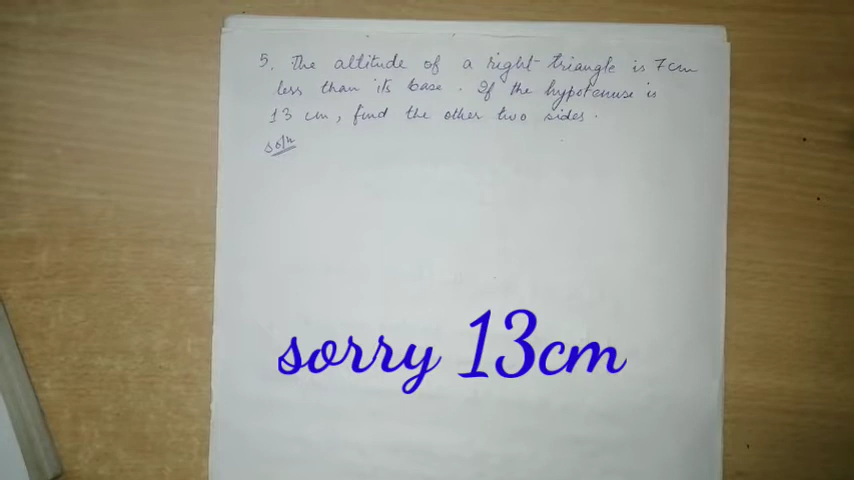 5. The altitude of a right triangle is 7cm
less than its base. If the hypotenuse is
13 cm, find the other two sides.
soln
sorry 13cm